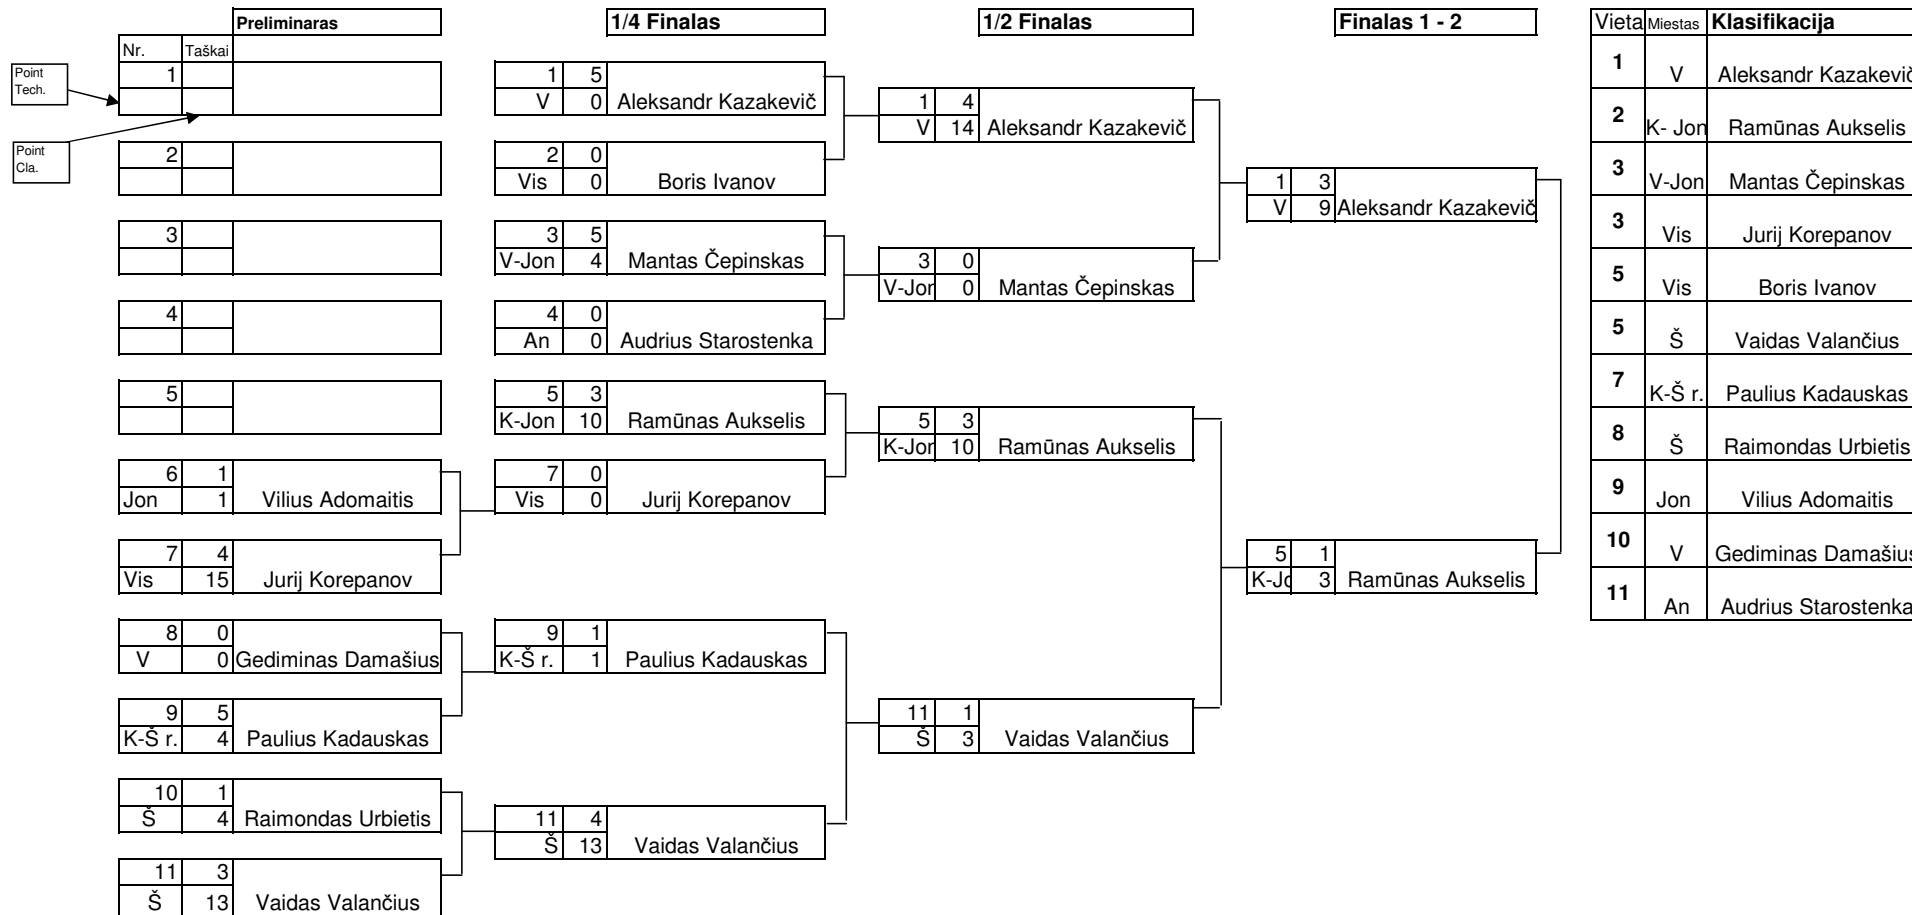 Preliminaras 1/4 Finalas 1/2 Finalas Finalas 1 - 2 Vieta Miestas Klasifikacija
Nr. Taškai
Point Tech.
Point Cla.
1
2
3
4
5
6 1
Jon 1 Vilius Adomaitis
7 4
Vis 15 Jurij Korepanov
8 0
V 0 Gediminas Damašius
9 5
K-Š r. 4 Paulius Kadauskas
10 1
Š 4 Raimondas Urbietis
11 3
Š 13 Vaidas Valančius
1 5
V 0 Aleksandr Kazakevič
2 0
Vis 0 Boris Ivanov
3 5
V-Jon 4 Mantas Čepinskas
4 0
An 0 Audrius Starostenka
5 3
K-Jon 10 Ramūnas Aukselis
7 0
Vis 0 Jurij Korepanov
9 1
K-Š r. 1 Paulius Kadauskas
11 4
Š 13 Vaidas Valančius
1 4
V 14 Aleksandr Kazakevič
3 0
V-Jor 0 Mantas Čepinskas
5 3
K-Jor 10 Ramūnas Aukselis
11 1
Š 3 Vaidas Valančius
1 3
V 9 Aleksandr Kazakevič
5 1
K-Jo 3 Ramūnas Aukselis
1 V Aleksandr Kazakevič
2 K- Jon Ramūnas Aukselis
3 V-Jon Mantas Čepinskas
3 Vis Jurij Korepanov
5 Vis Boris Ivanov
5 Š Vaidas Valančius
7 K-Š r. Paulius Kadauskas
8 Š Raimondas Urbietis
9 Jon Vilius Adomaitis
10 V Gediminas Damašius
11 An Audrius Starostenka